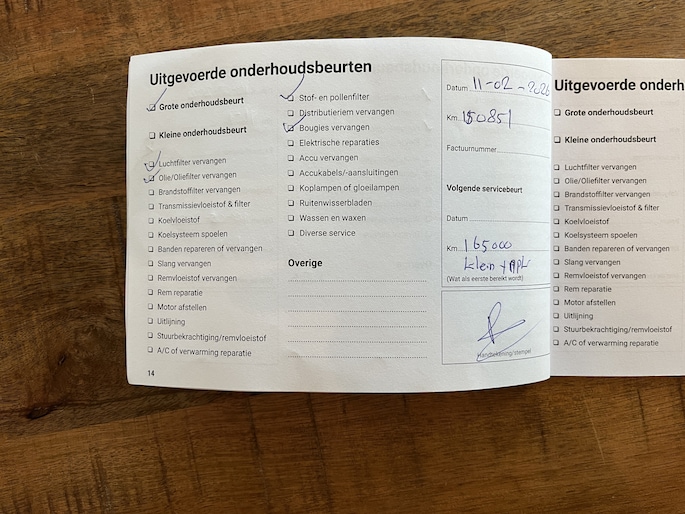 Uitgevoerde onderhoudsbeurten
Grote onderhoudsbeurt
Kleine onderhoudsbeurt
Luchtfilter vervangen
Olie/Oliefilter vervangen
Brandstoffilter vervangen
Transmissievloeistof & filter
Koelvloeistof
Koelsysteem spoelen
Banden repareren of vervangen
Slang vervangen
Remvloeistof vervangen
Rem reparatie
Motor afstellen
Uitlijning
Stuurbekrachtiging/remvloeistof
A/C of verwarming reparatie
14
Stof- en pollenfilter
Distributieriem vervangen
Bougies vervangen
Elektrische reparaties
Accu vervangen
Accukabels/-aansluitingen
Koplampen of gloeilampen
Ruitenwisserbladen
Wassen en waxen
Diverse service
Overige
Datum 11-02-2026
Km. 150851
Factuurnummer
Volgende servicebeurt
Datum
Km. 165000
klein
(Wat als eerste bereikt wordt)
Handtekening/stempel
Uitgevoerde onderh
Grote onderhoudsbeurt
Kleine onderhoudsbeurt
Luchtfilter vervangen
Olie/Oliefilter vervangen
Brandstoffilter vervangen
Transmissievloeistof & filter
Koelvloeistof
Koelsysteem spoelen
Banden repareren of vervangen
Slang vervangen
Remvloeistof vervangen
Rem reparatie
Motor afstellen
Uitlijning
Stuurbekrachtiging/remvloeistof
A/C of verwarming reparatie